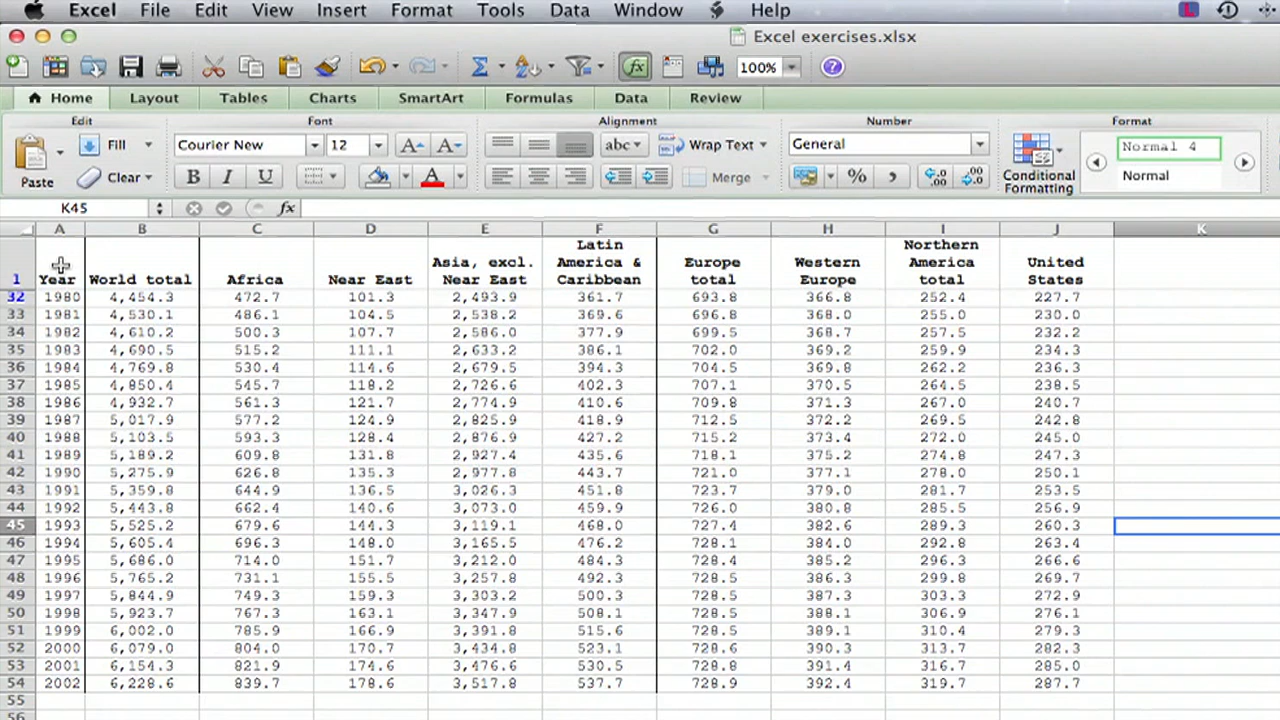 Excel File Edit View Insert Format Tools Data Window Help
Excel exercises.xlsx
100% ?
Home Layout Tables Charts SmartArt Formulas Data Review
Edit Font Alignment Number Format
Paste Fill Clear Courier New 12 A A abc Wrap Text General Conditional Formatting Normal 4
B I U A Merge % , Normal
K45 fx
A B C D E F G H I J K
1 Year World total Africa Near East Asia, excl. Near East Latin America & Caribbean Europe total Western Europe Northern America total United States
32 1980 4,454.3 472.7 101.3 2,493.9 361.7 693.8 366.8 252.4 227.7
33 1981 4,530.1 486.1 104.5 2,538.2 369.6 696.8 368.0 255.0 230.0
34 1982 4,610.2 500.3 107.7 2,586.0 377.9 699.5 368.7 257.5 232.2
35 1983 4,690.5 515.2 111.1 2,633.2 386.1 702.0 369.2 259.9 234.3
36 1984 4,769.8 530.4 114.6 2,679.5 394.3 704.5 369.8 262.2 236.3
37 1985 4,850.4 545.7 118.2 2,726.6 402.3 707.1 370.5 264.5 238.5
38 1986 4,932.7 561.3 121.7 2,774.9 410.6 709.8 371.3 267.0 240.7
39 1987 5,017.9 577.2 124.9 2,825.9 418.9 712.5 372.2 269.5 242.8
40 1988 5,103.5 593.3 128.4 2,876.9 427.2 715.2 373.4 272.0 245.0
41 1989 5,189.2 609.8 131.8 2,927.4 435.6 718.1 375.2 274.8 247.3
42 1990 5,275.9 626.8 135.3 2,977.8 443.7 721.0 377.1 278.0 250.1
43 1991 5,359.8 644.9 136.5 3,026.3 451.8 723.7 379.0 281.7 253.5
44 1992 5,443.8 662.4 140.6 3,073.0 459.9 726.0 380.8 285.5 256.9
45 1993 5,525.2 679.6 144.3 3,119.1 468.0 727.4 382.6 289.3 260.3
46 1994 5,605.4 696.3 148.0 3,165.5 476.2 728.1 384.0 292.8 263.4
47 1995 5,686.0 714.0 151.7 3,212.0 484.3 728.4 385.2 296.3 266.6
48 1996 5,765.2 731.1 155.5 3,257.8 492.3 728.5 386.3 299.8 269.7
49 1997 5,844.9 749.3 159.3 3,303.2 500.3 728.5 387.3 303.3 272.9
50 1998 5,923.7 767.3 163.1 3,347.9 508.1 728.5 388.1 306.9 276.1
51 1999 6,002.0 785.9 166.9 3,391.8 515.6 728.5 389.1 310.4 279.3
52 2000 6,079.0 804.0 170.7 3,434.8 523.1 728.6 390.3 313.7 282.3
53 2001 6,154.3 821.9 174.6 3,476.6 530.5 728.8 391.4 316.7 285.0
54 2002 6,228.6 839.7 178.6 3,517.8 537.7 728.9 392.4 319.7 287.7
55
56